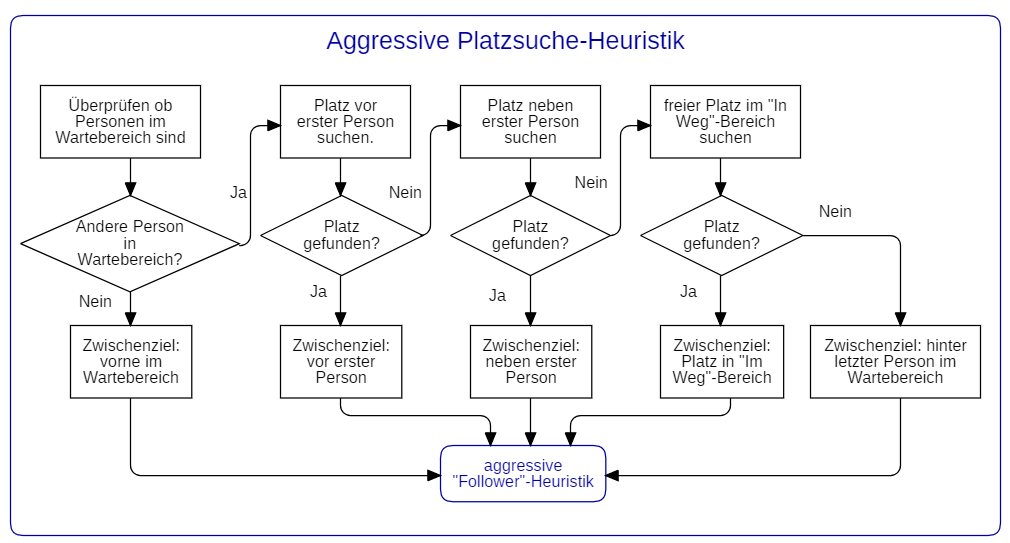 Aggressive Platzsuche-Heuristik
Überprüfen ob
Personen im
Wartebereich sind
Platz vor
erster Person
suchen.
Platz neben
erster Person
suchen
freier Platz im "In
Weg"-Bereich
suchen
Ja
Nein
Nein
Nein
Andere Person
in
Wartebereich?
Platz
gefunden?
Platz
gefunden?
Platz
gefunden?
Nein
Ja
Ja
Ja
Zwischenziel:
vorne im
Wartebereich
Zwischenziel:
vor erster
Person
Zwischenziel:
neben erster
Person
Zwischenziel:
Platz in "Im
Weg"-Bereich
Zwischenziel: hinter
letzter Person im
Wartebereich
aggressive
"Follower"-Heuristik